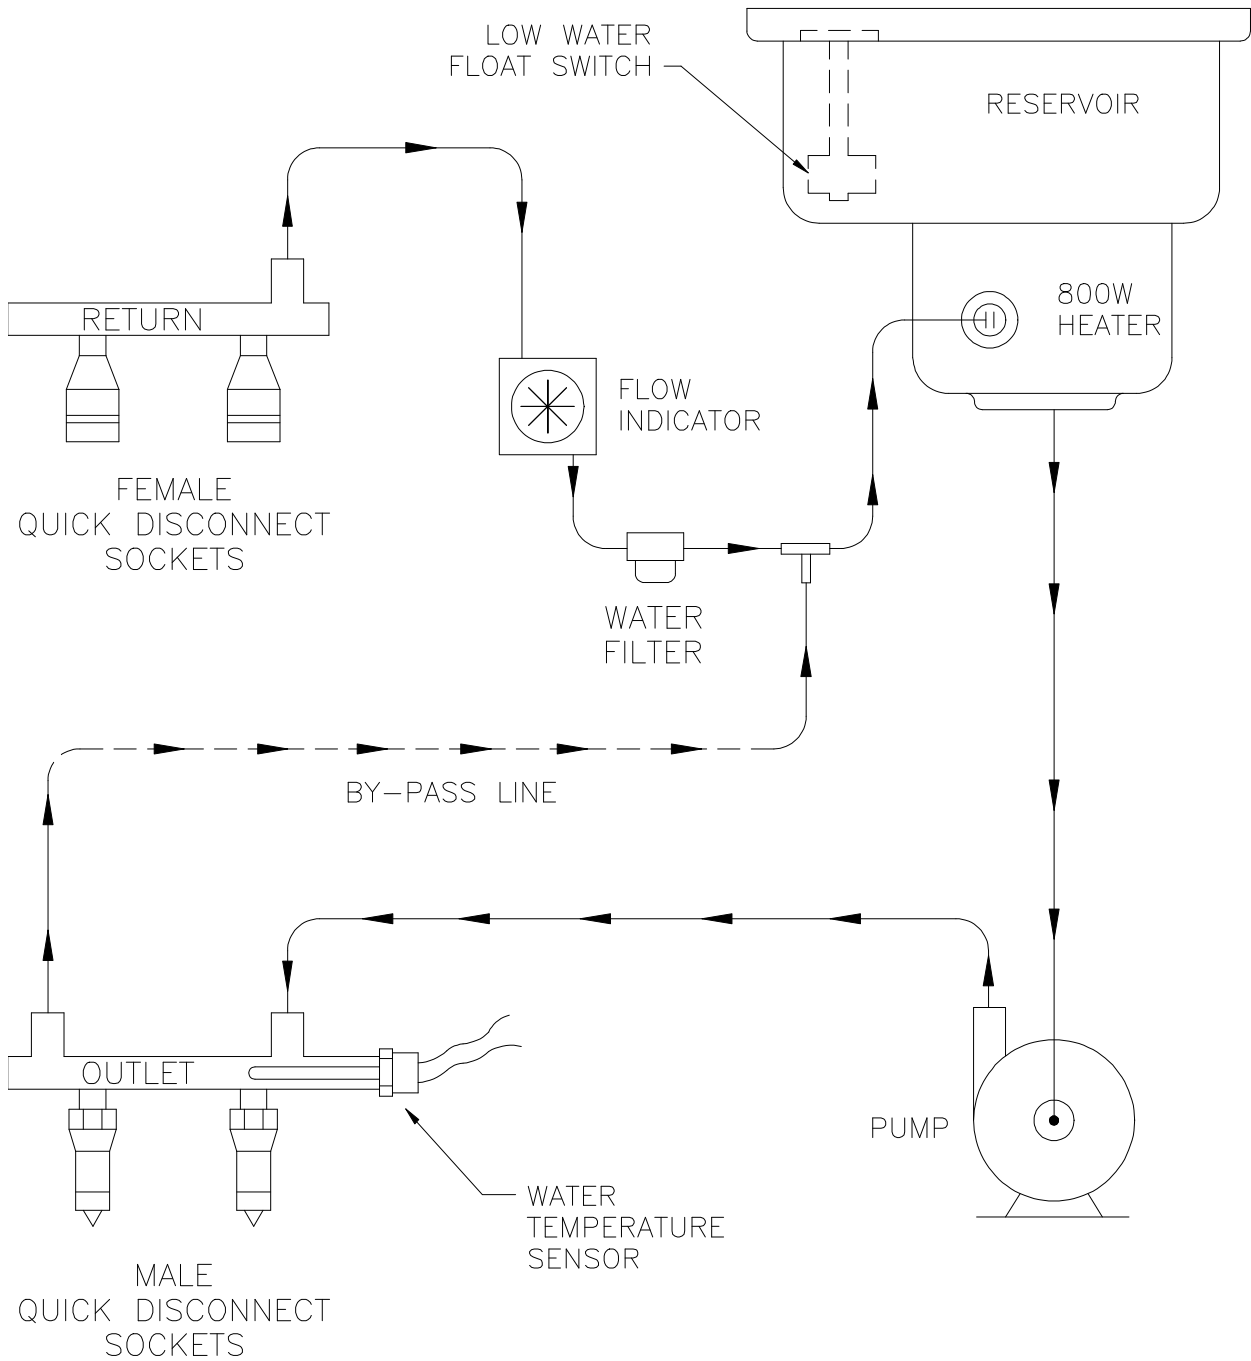 LOW WATER
FLOAT SWITCH
RESERVOIR
RETURN
800W
HEATER
FLOW
INDICATOR
FEMALE
QUICK DISCONNECT
SOCKETS
WATER
FILTER
BY-PASS LINE
OUTLET
PUMP
WATER
TEMPERATURE
SENSOR
MALE
QUICK DISCONNECT
SOCKETS